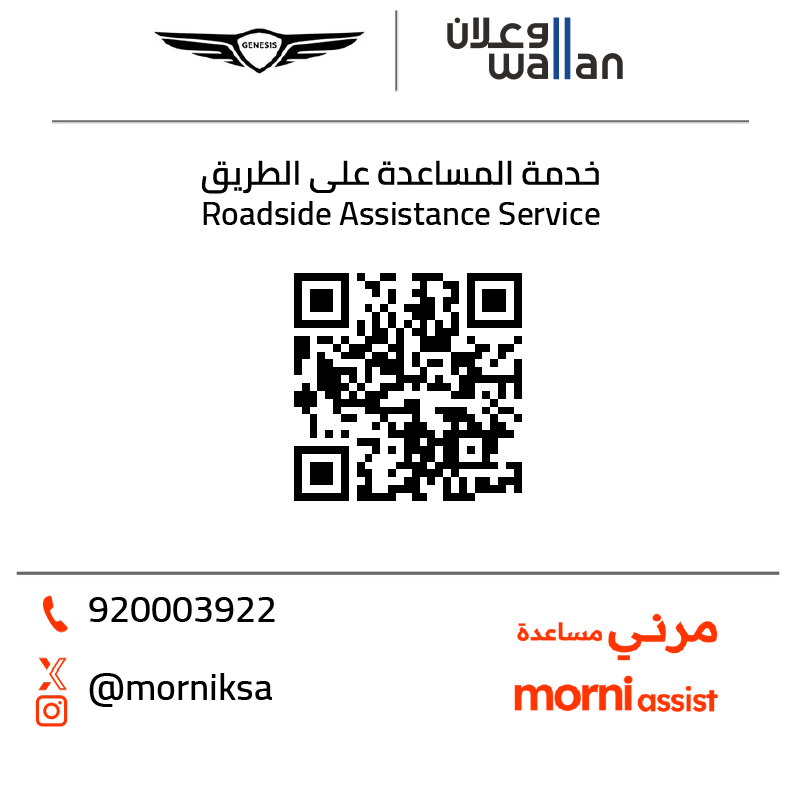 GENESIS
وعلان
wallan
خدمة المساعدة على الطريق
Roadside Assistance Service
920003922
@morniksa
مرني مساعدة
morni assist